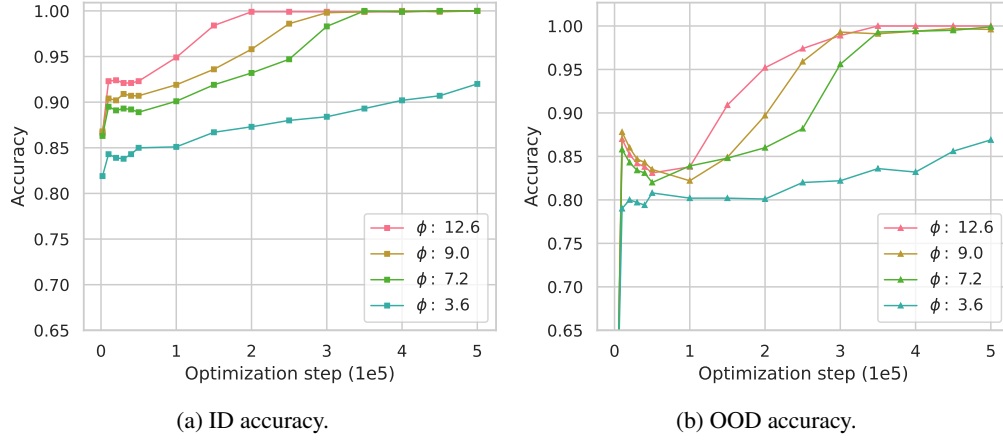 1.00
0.95
0.90
0.85
0.80
0.75
0.70
0.65
Accuracy
0 1 2 3 4 5
Optimization step (1e5)
ϕ : 12.6
ϕ : 9.0
ϕ : 7.2
ϕ : 3.6
(a) ID accuracy.
1.00
0.95
0.90
0.85
0.80
0.75
0.70
0.65
Accuracy
0 1 2 3 4 5
Optimization step (1e5)
ϕ : 12.6
ϕ : 9.0
ϕ : 7.2
ϕ : 3.6
(b) OOD accuracy.